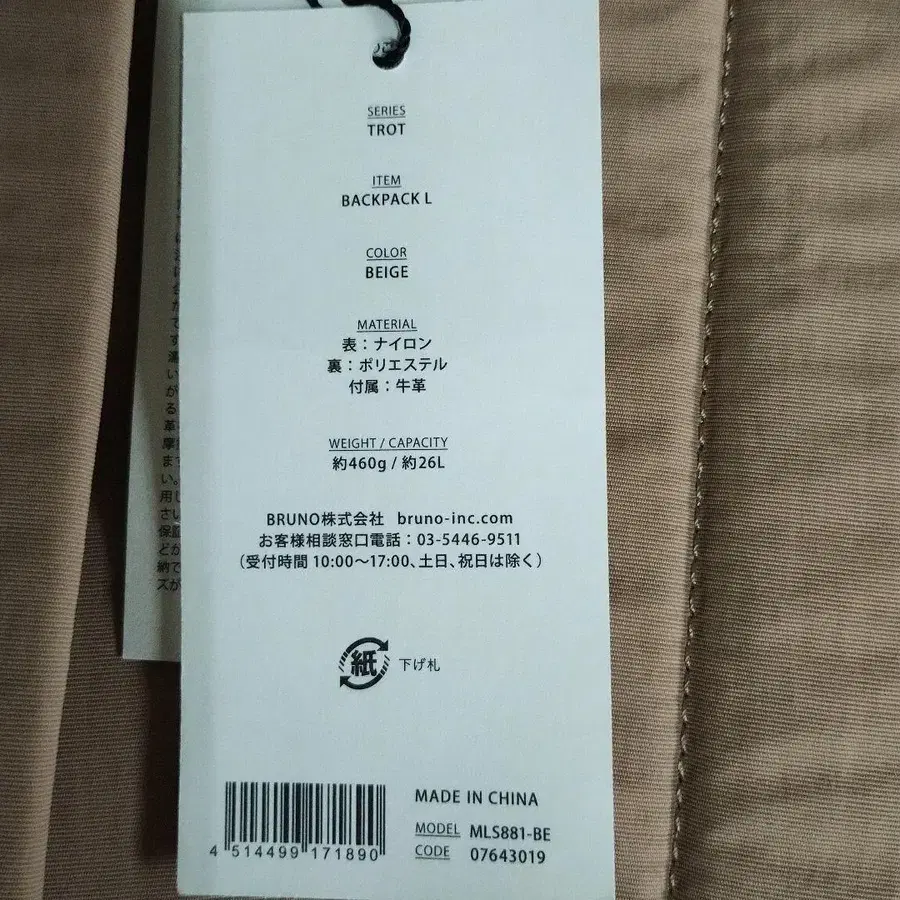 SERIES
TROT
ITEM
BACKPACK L
COLOR
BEIGE
MATERIAL
表：ナイロン
裏：ポリエステル
付属：牛革
WEIGHT / CAPACITY
約460g / 約26L
BRUNO株式会社 bruno-inc.com
お客様相談窓口電話：03-5446-9511
（受付時間 10:00〜17:00、土日、祝日は除く）
紙 下げ札
4 514499 171890
MADE IN CHINA
MODEL MLS881-BE
CODE 07643019